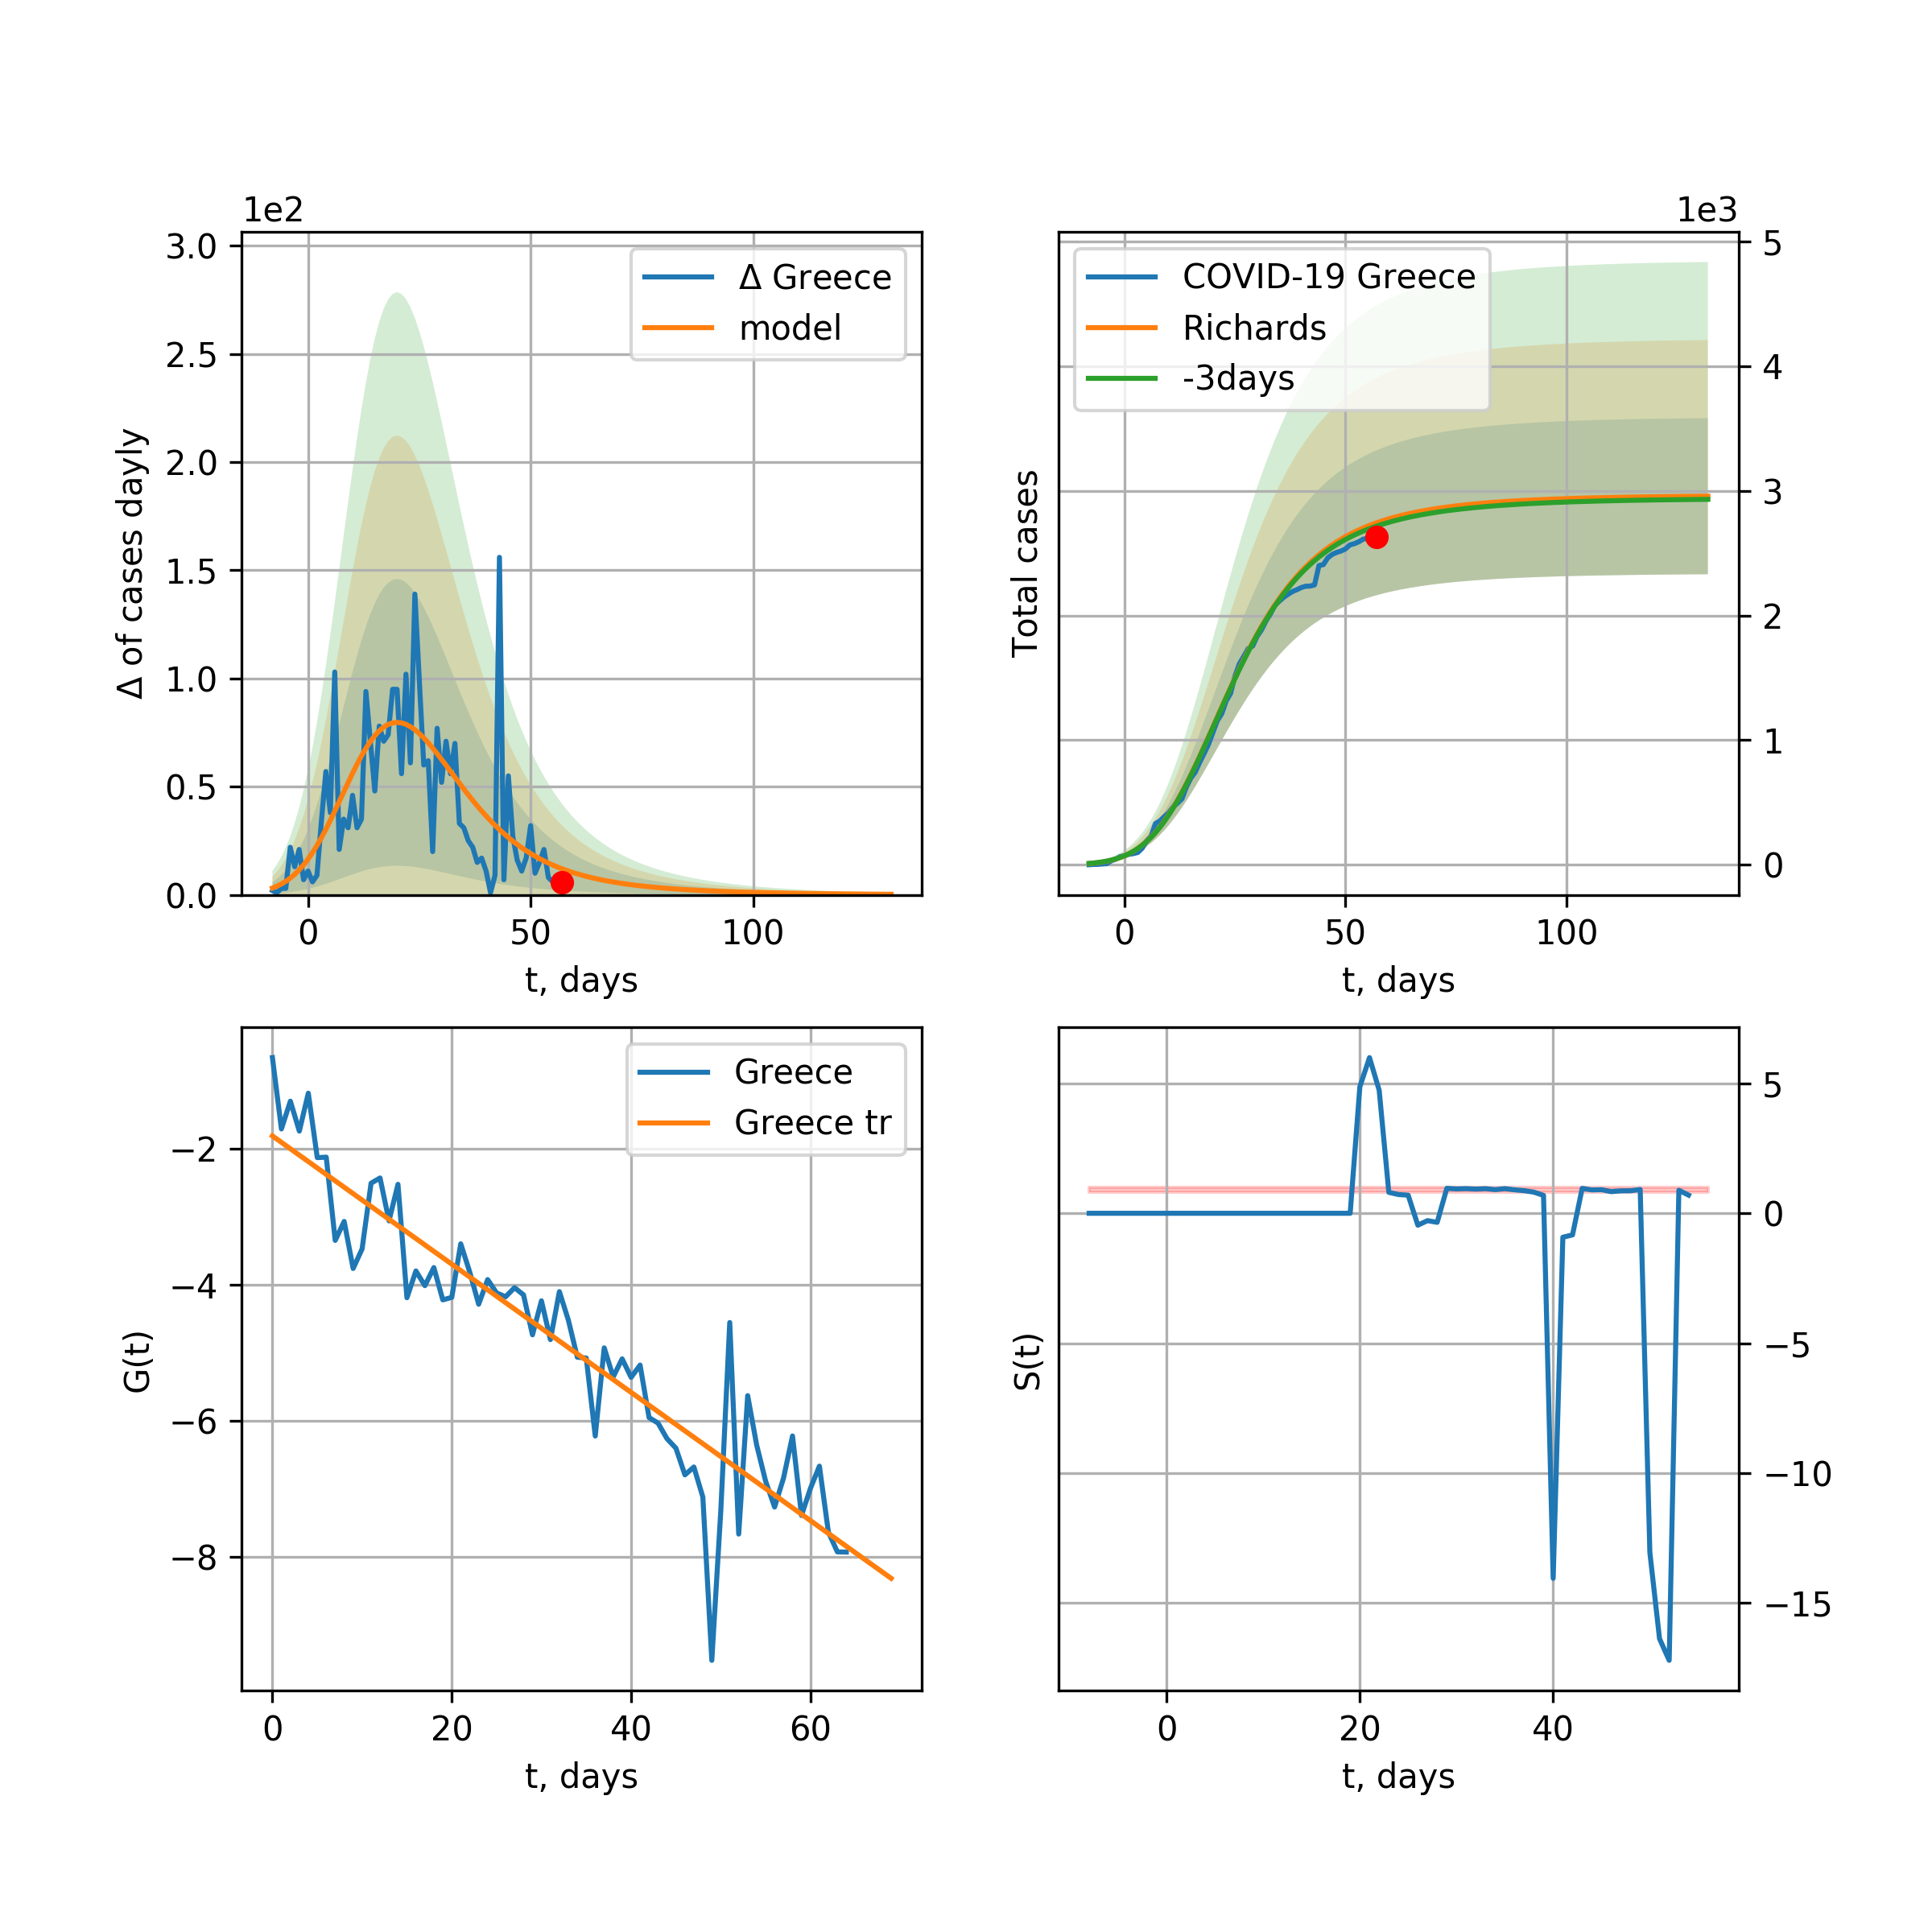 1e2
3.0
2.5
2.0
1.5
1.0
0.5
0.0
Δ of cases dayly
Δ Greece
model
0
50
100
t, days
1e3
5
4
3
2
1
0
Total cases
COVID-19 Greece
Richards
-3days
0
50
100
t, days
−2
−4
−6
−8
G(t)
Greece
Greece tr
0
20
40
60
t, days
5
0
−5
−10
−15
S(t)
0
20
40
t, days